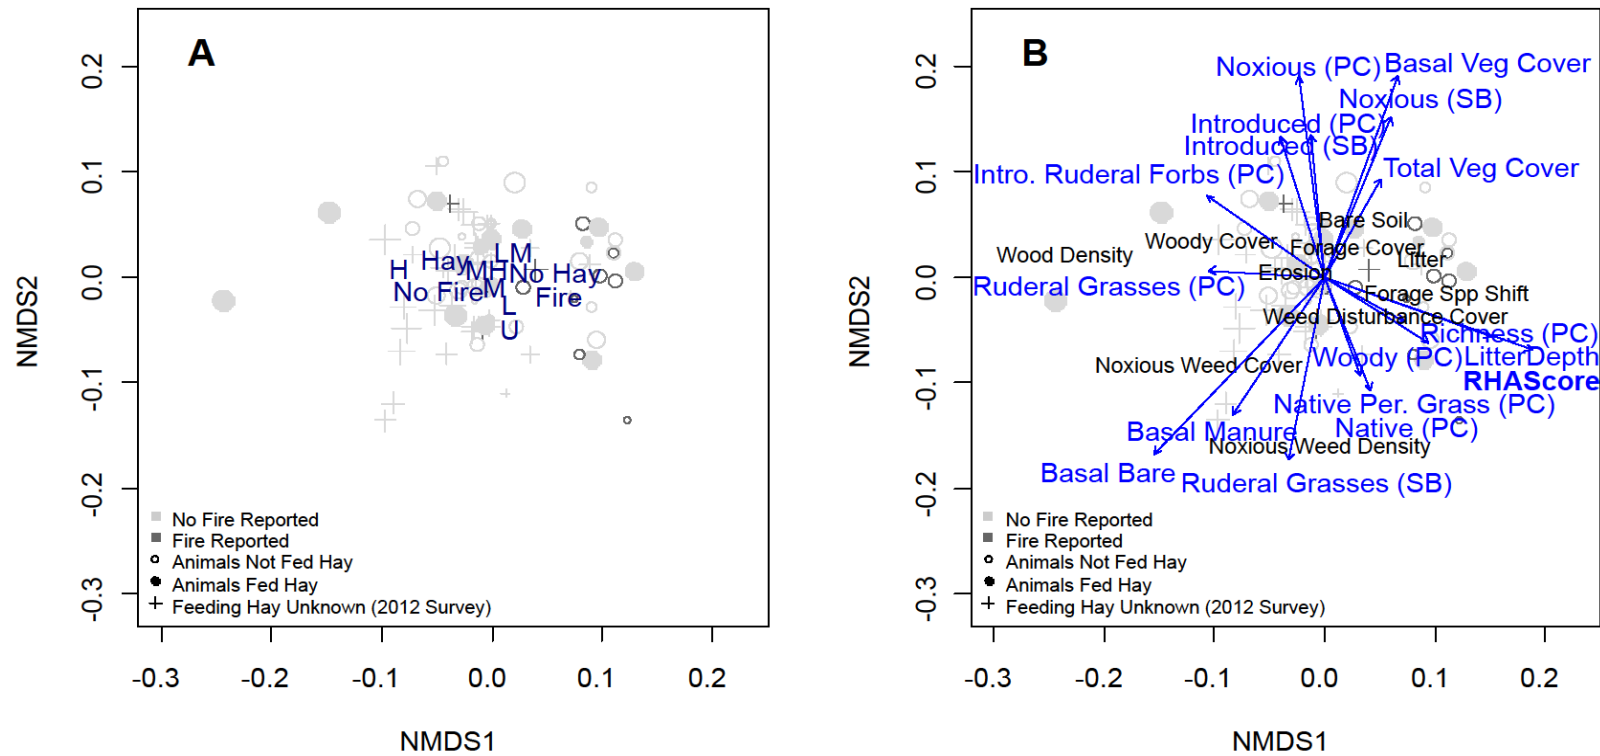 A
NMDS2
0.2
0.1
0.0
-0.1
-0.2
-0.3
LM
Hay
H
MH
No Hay
No Fire
M
Fire
L
U
No Fire Reported
Fire Reported
Animals Not Fed Hay
Animals Fed Hay
Feeding Hay Unknown (2012 Survey)
-0.3
-0.2
-0.1
0.0
0.1
0.2
NMDS1
B
NMDS2
0.2
0.1
0.0
-0.1
-0.2
-0.3
Noxious (PC)
Basal Veg Cover
Noxious (SB)
Introduced (PC)
Introduced (SB)
Total Veg Cover
Intro. Ruderal Forbs (PC)
Bare Soil
Woody Cover
Forage Cover
Wood Density
Litter
Erosion
Ruderal Grasses (PC)
Forage Spp Shift
Weed Disturbance Cover
Richness (PC)
Woody (PC)
LitterDepth
Noxious Weed Cover
RHAScore
Native Per. Grass (PC)
Native (PC)
Basal Manure
Noxious Weed Density
Basal Bare
Ruderal Grasses (SB)
No Fire Reported
Fire Reported
Animals Not Fed Hay
Animals Fed Hay
Feeding Hay Unknown (2012 Survey)
-0.3
-0.2
-0.1
0.0
0.1
0.2
NMDS1